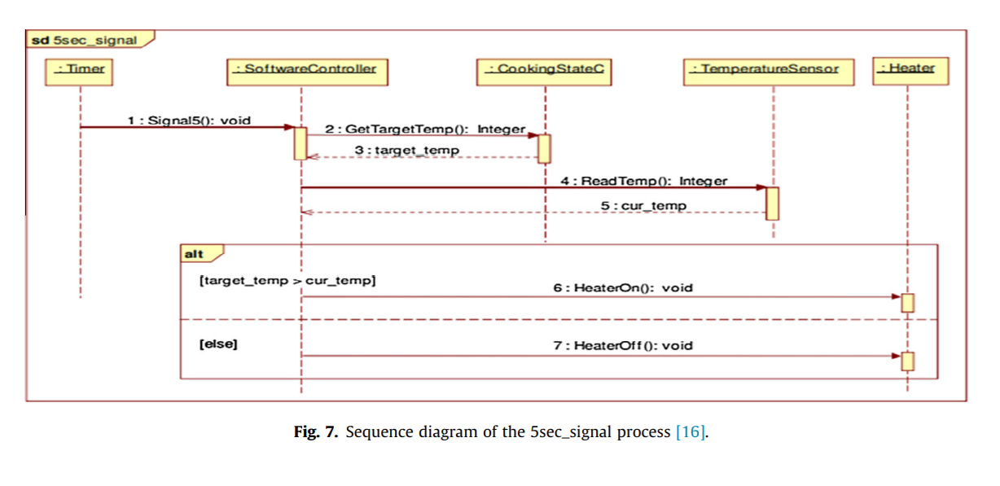 sd 5sec_signal
: Timer
: SoftwareController
: CookingStateC
: TemperatureSensor
: Heater
1 : Signal5(): void
2 : GetTargetTemp(): Integer
3 : target_temp
4 : ReadTemp(): Integer
5 : cur_temp
alt
[target_temp > cur_temp]
6 : HeaterOn(): void
[else]
7 : HeaterOff(): void
Fig. 7. Sequence diagram of the 5sec_signal process [16].